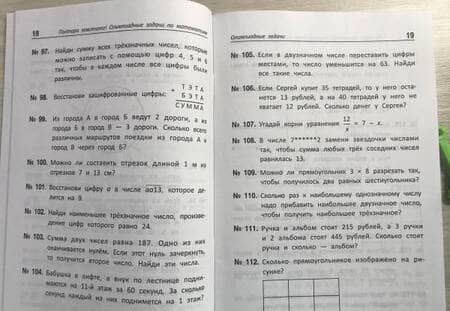 18 Полтора землекопа! Олимпиадные задачи по математике
№ 97. Найди сумму всех трёхзначных чисел, которые
можно записать с помощью цифр 4, 5 и 6
так, чтобы в каждом числе все цифры были
различны.
№ 98. Восстанови зашифрованные цифры:
+ ТЭТА
БЭТА
СУММА
№ 99. Из города А в город Б ведут 2 дороги, а из
города Б в город В — 3 дороги. Сколько всего
различных маршрутов поездки из города А в
город В через город Б?
№ 100. Можно ли составить отрезок длиной 1 м из
отрезков 7 и 13 см?
№ 101. Восстанови цифру а в числе ао13, которое де-
лится на 9.
№ 102. Найди наименьшее трёхзначное число, произве-
дение цифр которого равно 24.
№ 103. Сумма двух чисел равна 187. Одно из них
оканчивается нулём. Если этот нуль зачеркнуть,
то получится второе число. Найди эти числа.
№ 104. Бабушка в лифте, а внук по лестнице подни-
маются на 11-й этаж за 60 секунд. За сколько
секунд каждый из них поднимется на 1 этаж?
Олимпиадные задачи 19
№ 105. Если в двузначном числе переставить цифры
местами, то число уменьшится на 63. Найди
все такие числа.
№ 106. Если Сергей купит 35 тетрадей, то у него ос-
танется 13 рублей, а на 40 тетрадей у него не
хватает 12 рублей. Сколько денег у Сергея?
№ 107. Угадай корни уравнения 12/x = 7 − x.
№ 108. В числе 7*****2 замени звёздочки числами
так, чтобы сумма любых трёх соседних чисел
равнялась 13.
№ 109. Можно ли прямоугольник 3 × 8 разрезать так,
чтобы получилось два равных шестиугольника?
№ 110. Сколько раз к наибольшему однозначному числу
надо прибавить наибольшее двузначное число,
чтобы получить наибольшее трёхзначное?
№ 111. Ручка и альбом стоят 215 рублей, а 3 ручки
и 2 альбома стоят 445 рублей. Сколько стоит
ручка и сколько — альбом?
№ 112. Сколько прямоугольников изображено на ри-
сунке?